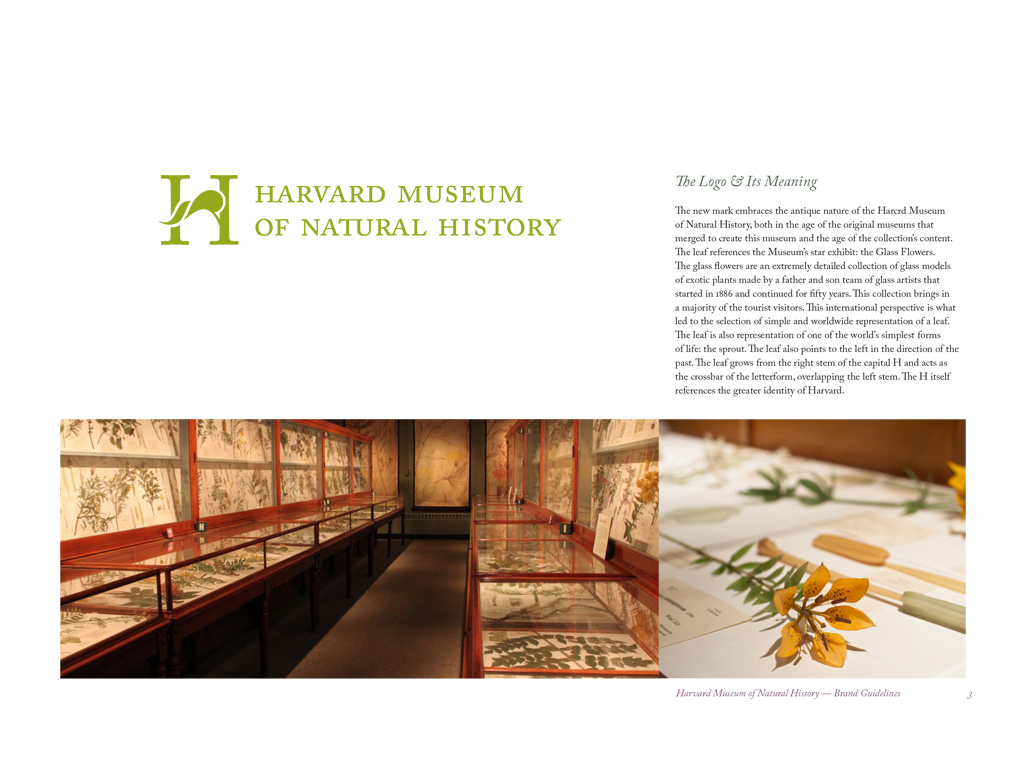 HARVARD MUSEUM
OF NATURAL HISTORY
The Logo & Its Meaning
The new mark embraces the antique nature of the Harcrd Museum
of Natural History, both in the age of the original museums that
merged to create this museum and the age of the collection's content.
The leaf references the Museum's star exhibit: the Glass Flowers.
The glass flowers are an extremely detailed collection of glass models
of exotic plants made by a father and son team of glass artists that
started in 1886 and continued for fifty years. This collection brings in
a majority of the tourist visitors. This international perspective is what
led to the selection of simple and worldwide representation of a leaf.
The leaf is also representation of one of the world's simplest forms
of life: the sprout. The leaf also points to the left in the direction of the
past. The leaf grows from the right stem of the capital H and acts as
the crossbar of the letterform, overlapping the left stem. The H itself
references the greater identity of Harvard.
H
I
Harvard Museum of Natural History — Brand Guidelines
3